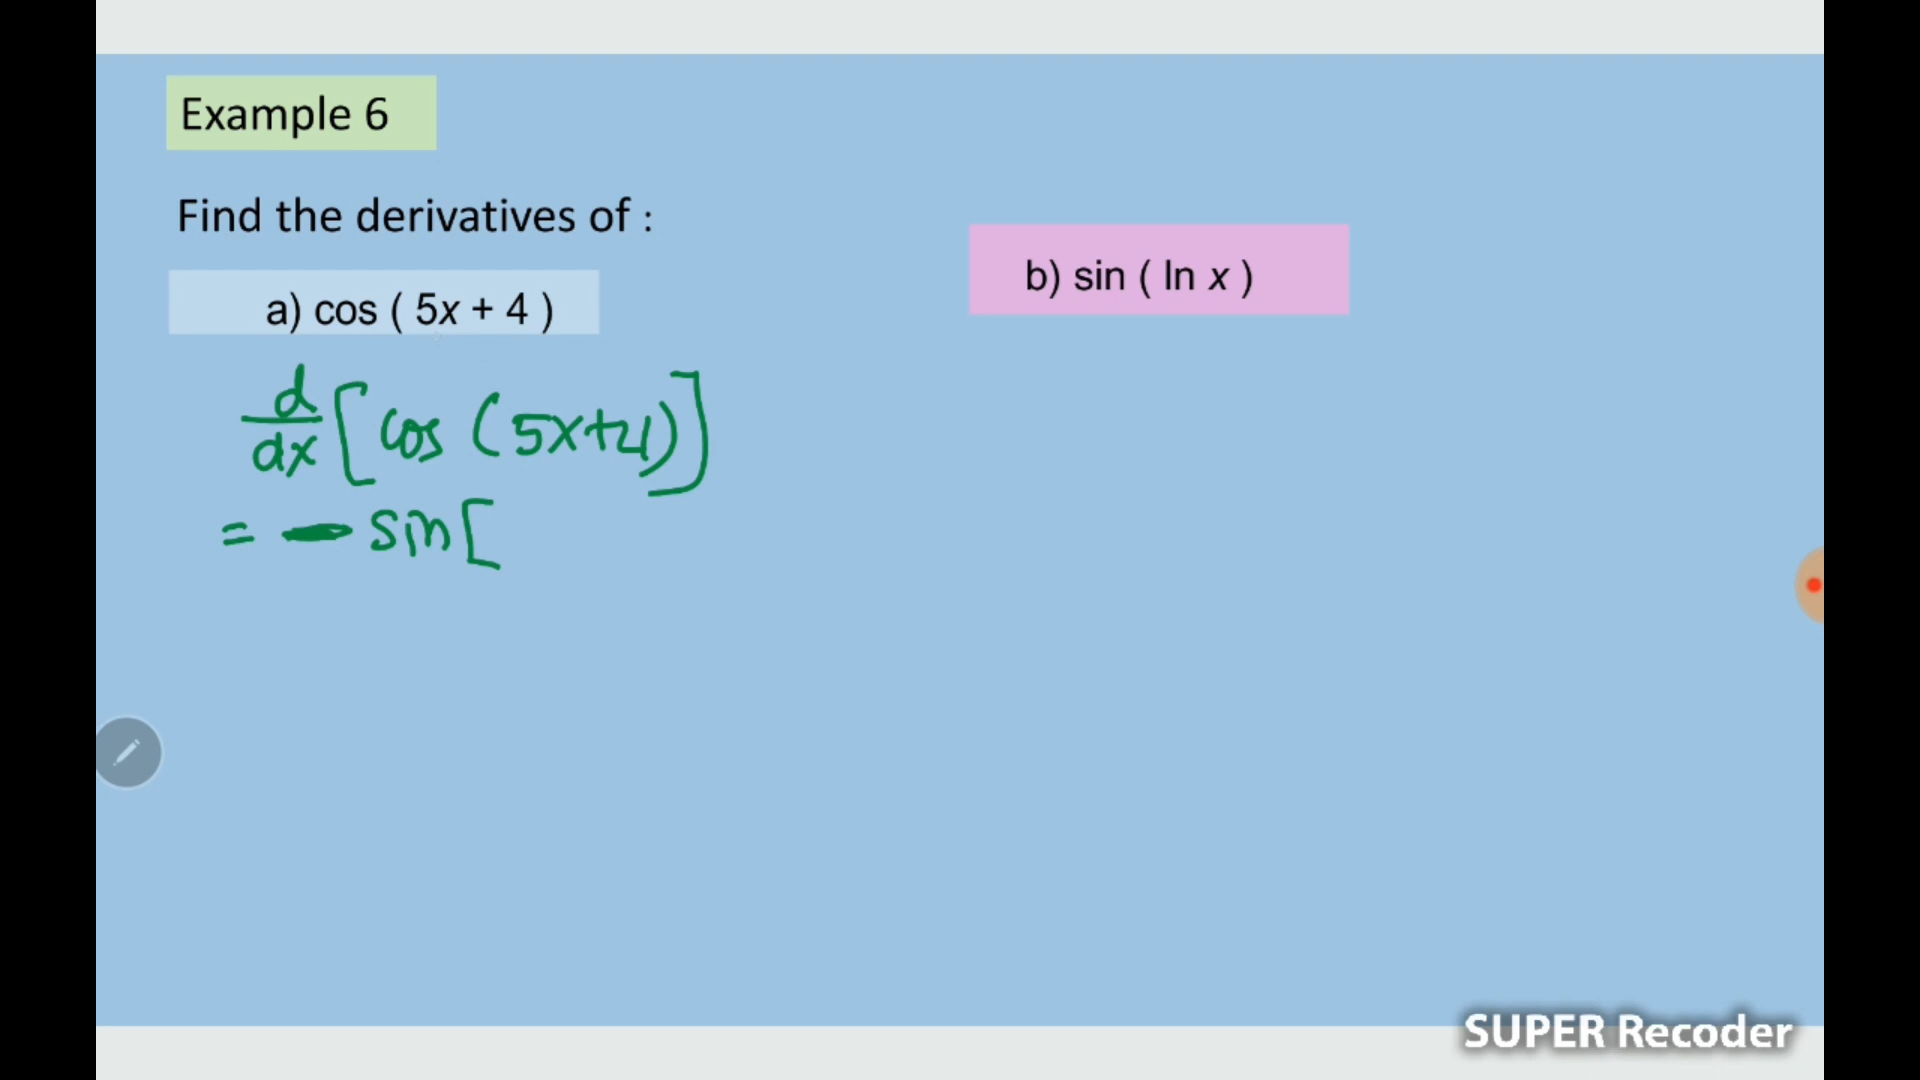 Example 6
Find the derivatives of :
a) cos ( 5x + 4 )
d/dx [cos (5x+4)]
= - sin [
b) sin ( ln x )
SUPER Recoder